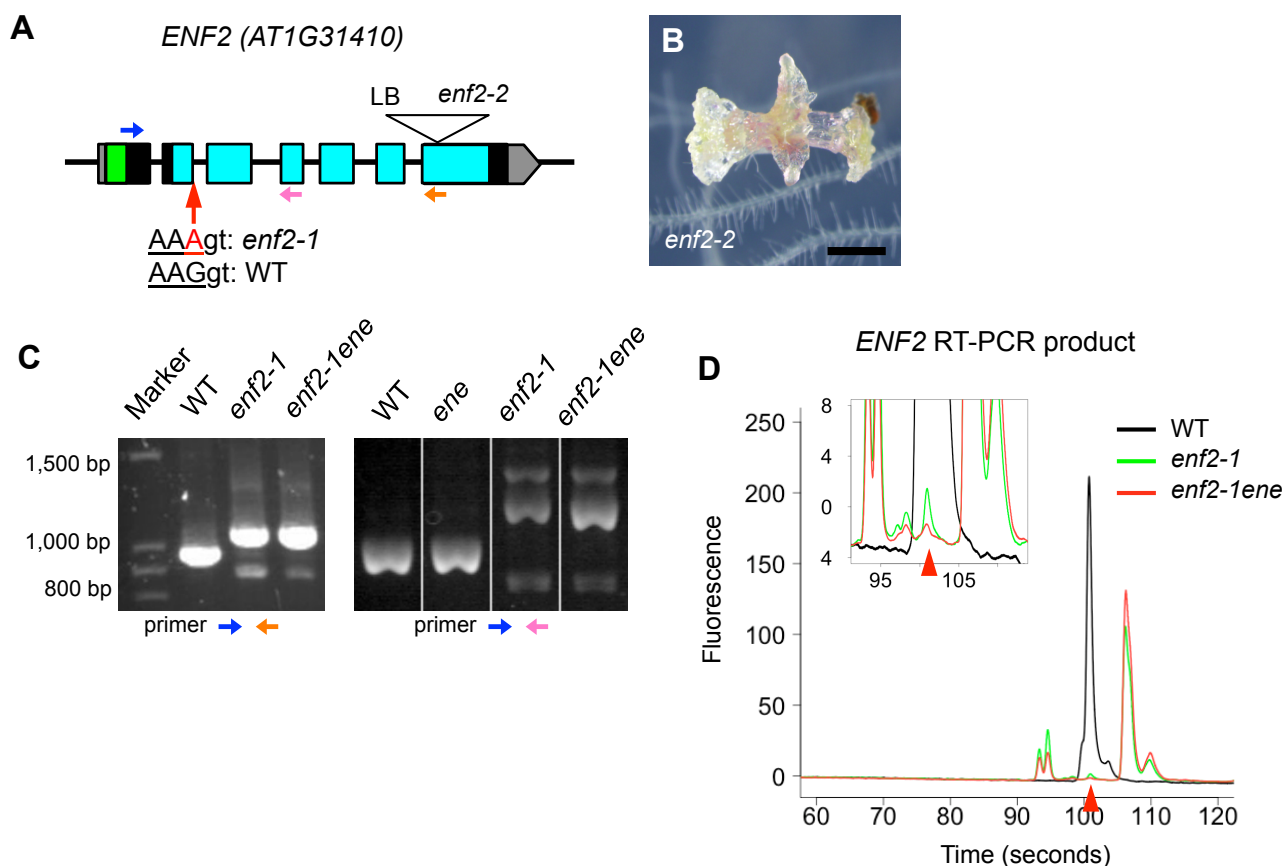 A
ENF2 (AT1G31410)
LB
enf2-2
AAAgt: enf2-1
AAGgt: WT
B
enf2-2
C
Marker
WT
enf2-1
enf2-1ene
WT
ene
enf2-1
enf2-1ene
1,500 bp
1,000 bp
800 bp
primer
primer
D
ENF2 RT-PCR product
WT
enf2-1
enf2-1ene
Fluorescence
250
200
150
100
50
0
8
4
0
4
95
105
60
70
80
90
100
110
120
Time (seconds)